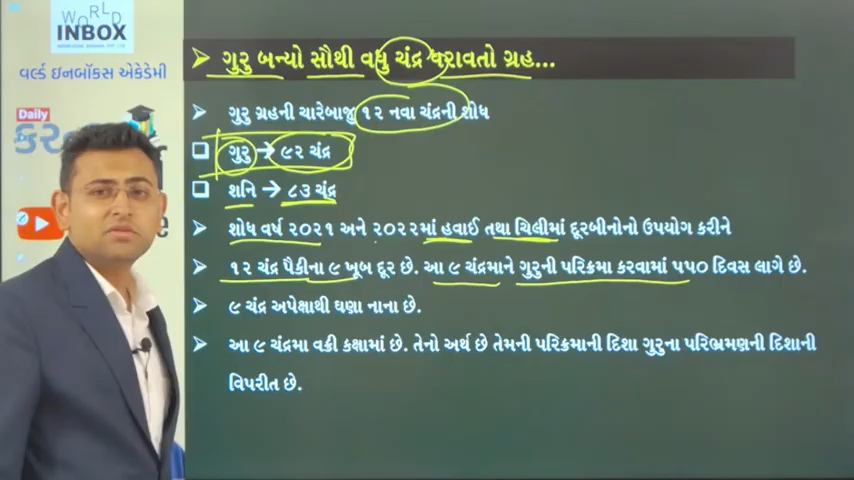 WORLD
INBOX
વર્લ્ડ ઇનબૉક્સ એકેડેમી
Daily
ગુરુ બન્યો સૌથી વધુ ચંદ્ર ધરાવતો ગ્રહ...
ગુરુ ગ્રહની ચારેબાજુ ૧૨ નવા ચંદ્રની શોધ
ગુરુ → ૯૨ ચંદ્ર
શનિ → ૮૩ ચંદ્ર
શોધ વર્ષ ૨૦૨૧ અને ૨૦૨૨માં હવાઈ તથા ચિલીમાં દૂરબીનોનો ઉપયોગ કરીને
૧૨ ચંદ્ર પૈકીના ૯ ખૂબ દૂર છે. આ ૯ ચંદ્રમાને ગુરુની પરિક્રમા કરવામાં ૫૫૦ દિવસ લાગે છે.
૯ ચંદ્ર અપેક્ષાથી ઘણા નાના છે.
આ ૯ ચંદ્રમા વક્રી કક્ષામાં છે. તેનો અર્થ છે તેમની પરિક્રમાની દિશા ગુરુના પરિભ્રમણની દિશાની
વિપરીત છે.